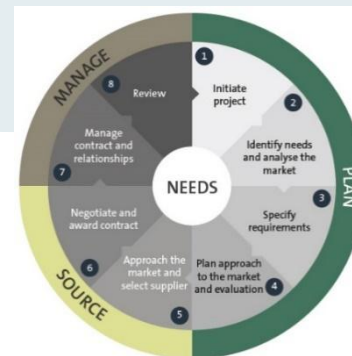 NEEDS
PLAN
SOURCE
MANAGE
1
Initiate
project
2
Identify needs
and analyse the
market
3
Specify
requirements
4
Plan approach
to the market
and evaluation
5
Approach the
market and
select supplier
6
Negotiate and
award contract
7
Manage
contract and
relationships
8
Review